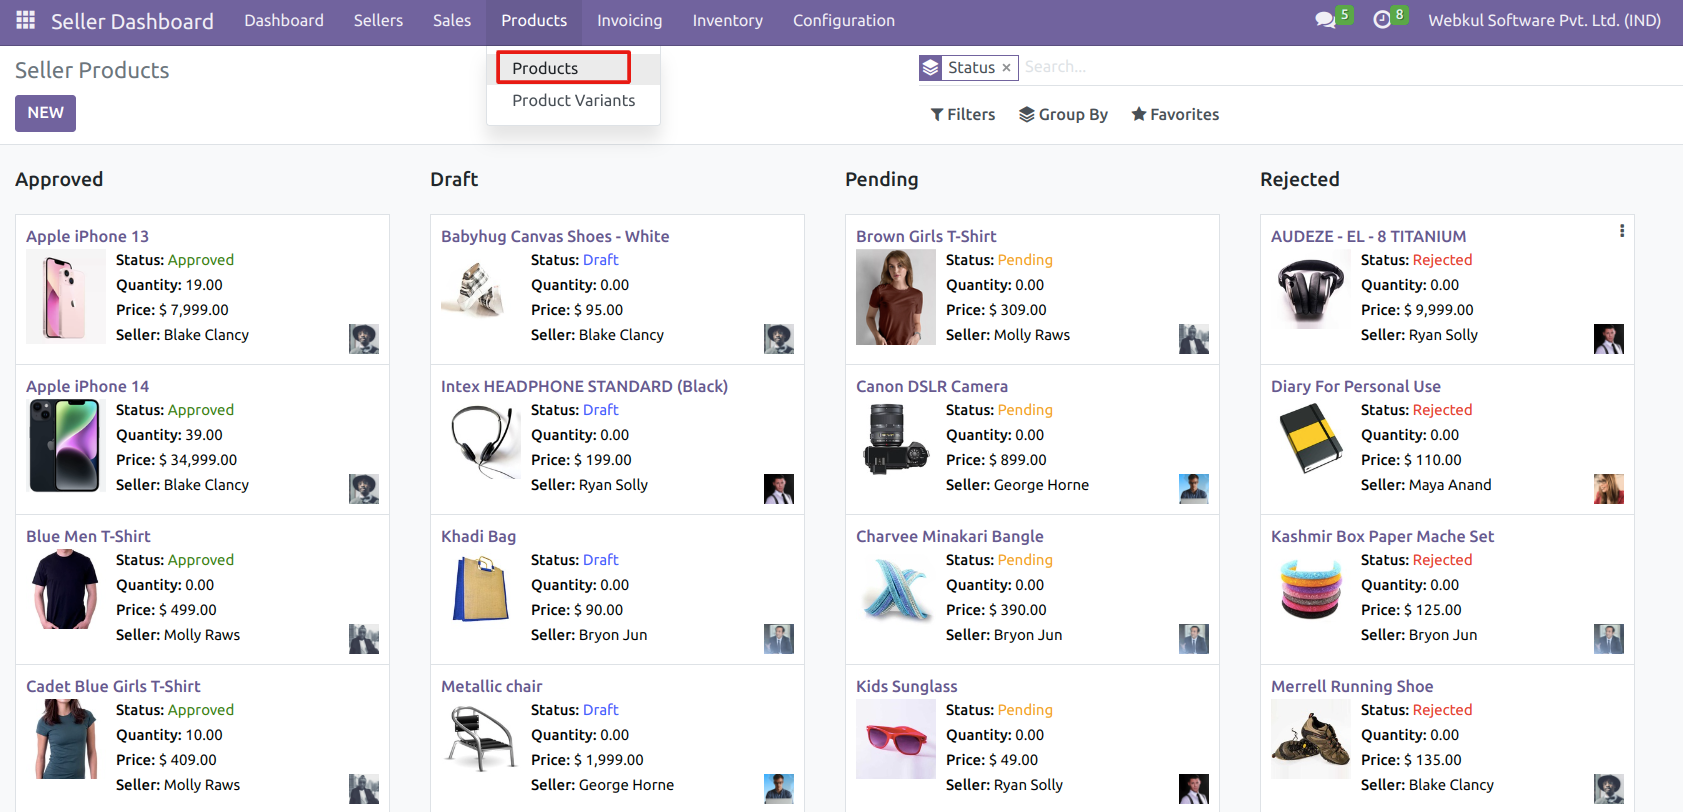 Seller Dashboard Dashboard Sellers Sales Products Invoicing Inventory Configuration 5 8 Webkul Software Pvt. Ltd. (IND)
Seller Products
NEW
Products
Product Variants
Status × Search...
Filters Group By Favorites
Approved
Apple iPhone 13
Status: Approved
Quantity: 19.00
Price: $ 7,999.00
Seller: Blake Clancy
Apple iPhone 14
Status: Approved
Quantity: 39.00
Price: $ 34,999.00
Seller: Blake Clancy
Blue Men T-Shirt
Status: Approved
Quantity: 0.00
Price: $ 499.00
Seller: Molly Raws
Cadet Blue Girls T-Shirt
Status: Approved
Quantity: 10.00
Price: $ 409.00
Seller: Molly Raws
Draft
Babyhug Canvas Shoes - White
Status: Draft
Quantity: 0.00
Price: $ 95.00
Seller: Blake Clancy
Intex HEADPHONE STANDARD (Black)
Status: Draft
Quantity: 0.00
Price: $ 199.00
Seller: Ryan Solly
Khadi Bag
Status: Draft
Quantity: 0.00
Price: $ 90.00
Seller: Bryon Jun
Metallic chair
Status: Draft
Quantity: 0.00
Price: $ 1,999.00
Seller: George Horne
Pending
Brown Girls T-Shirt
Status: Pending
Quantity: 0.00
Price: $ 309.00
Seller: Molly Raws
Canon DSLR Camera
Status: Pending
Quantity: 0.00
Price: $ 899.00
Seller: George Horne
Charvee Minakari Bangle
Status: Pending
Quantity: 0.00
Price: $ 390.00
Seller: Bryon Jun
Kids Sunglass
Status: Pending
Quantity: 0.00
Price: $ 49.00
Seller: Ryan Solly
Rejected
AUDEZE - EL - 8 TITANIUM
Status: Rejected
Quantity: 0.00
Price: $ 9,999.00
Seller: Ryan Solly
Diary For Personal Use
Status: Rejected
Quantity: 0.00
Price: $ 110.00
Seller: Maya Anand
Kashmir Box Paper Mache Set
Status: Rejected
Quantity: 0.00
Price: $ 125.00
Seller: Bryon Jun
Merrell Running Shoe
Status: Rejected
Quantity: 0.00
Price: $ 135.00
Seller: Blake Clancy